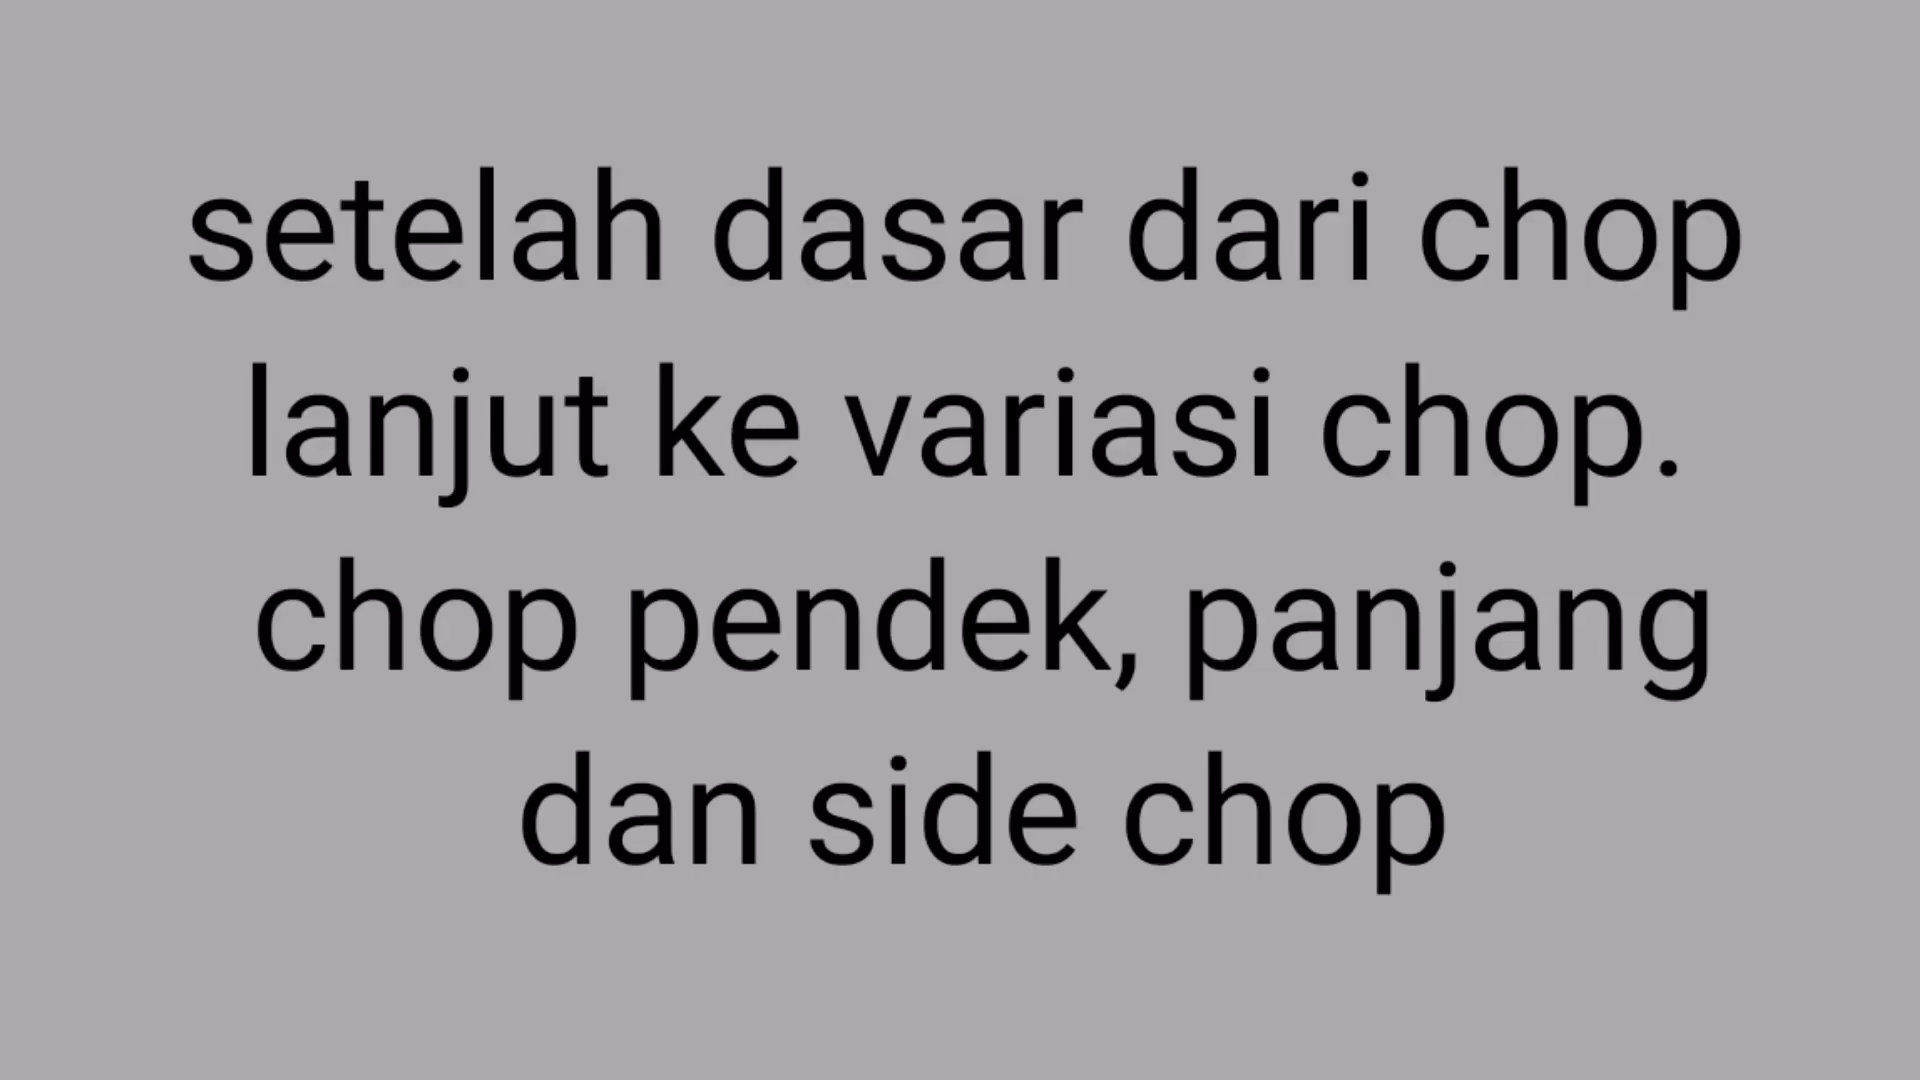 setelah dasar dari chop
lanjut ke variasi chop.
chop pendek, panjang
dan side chop